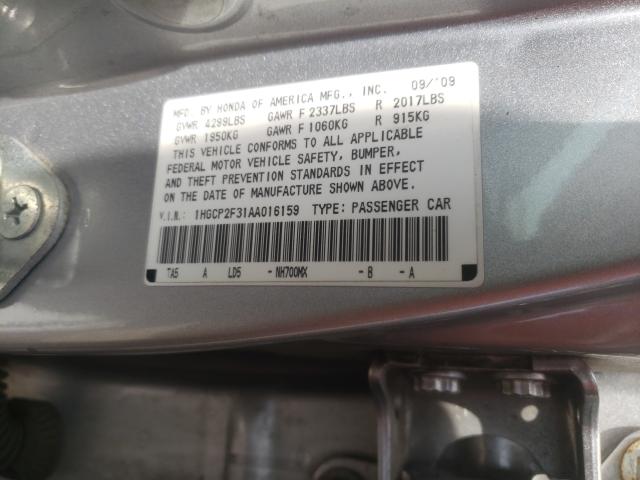 MFD. BY HONDA OF AMERICA MFG., INC. 09/'09
GVWR 4299LBS GAWR F 2337LBS R 2017LBS
GVWR 1950KG GAWR F 1060KG R 915KG
THIS VEHICLE CONFORMS TO ALL APPLICABLE
FEDERAL MOTOR VEHICLE SAFETY, BUMPER,
AND THEFT PREVENTION STANDARDS IN EFFECT
ON THE DATE OF MANUFACTURE SHOWN ABOVE.
V.I.N.: 1HGCP2F31AA016159 TYPE: PASSENGER CAR
TA5 A LD5 - NH700MX - B - A